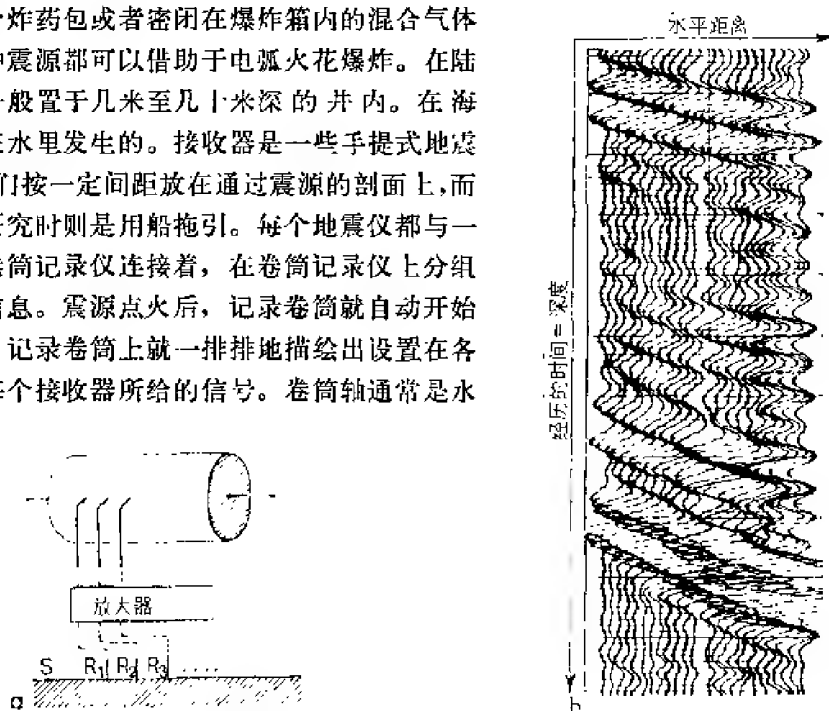 炸药包或者密闭在爆炸箱内的混合气体
震源都可以借助于电弧火花爆炸。在陆
般置于几米至几十米深的井内。在海
水里发生的。接收器是一些手提式地震
们按一定间距放在通过震源的剖面上,而
研究时则是用船拖引。每个地震仪都与一
卷筒记录仪连接着，在卷筒记录仪上分组
信息。震源点火后，记录卷筒就自动开始
记录卷筒上就一排排地描绘出设置在各
每个接收器所给的信号。卷筒轴通常是水
放大器
S R₁ R₂ R₃ ....
a
水平距离
经历的时间=深度
b